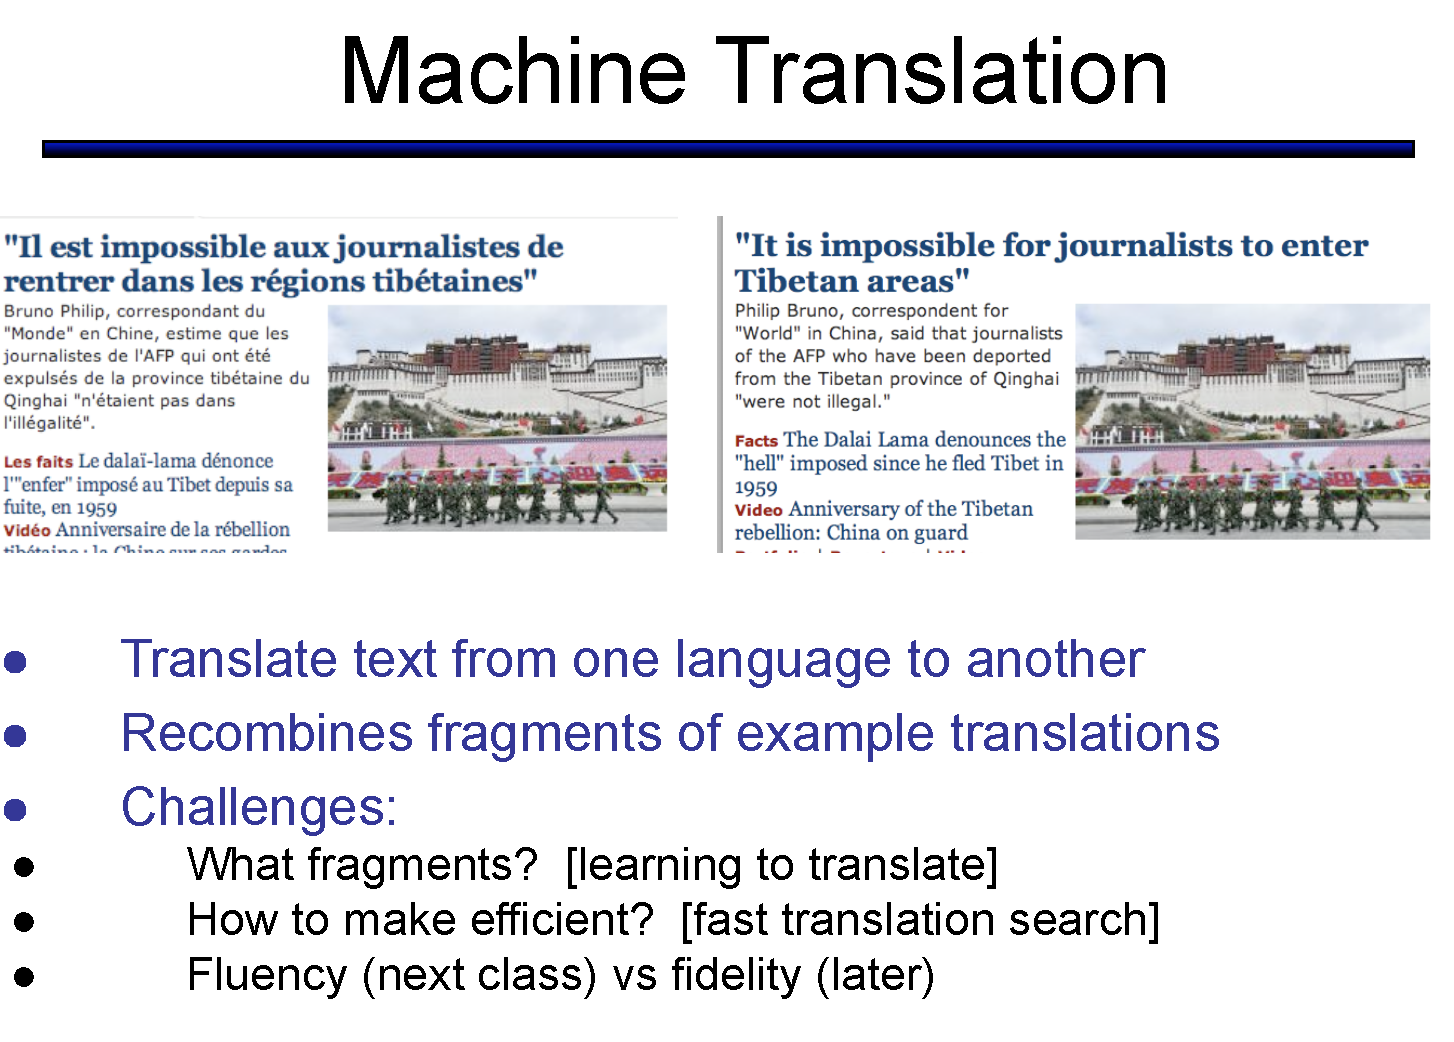 Machine Translation
"Il est impossible aux journalistes de
rentrer dans les régions tibétaines"
Bruno Philip, correspondant du
"Monde" en Chine, estime que les
journalistes de l'AFP qui ont été
expulsés de la province tibétaine du
Qinghai "n'étaient pas dans
l'illégalité".
Les faits Le dalaï-lama dénonce
l'"enfer" imposé au Tibet depuis sa
fuite, en 1959
Vidéo Anniversaire de la rébellion
tibétaine : la Chine sur ses gardes
"It is impossible for journalists to enter
Tibetan areas"
Philip Bruno, correspondent for
"World" in China, said that journalists
of the AFP who have been deported
from the Tibetan province of Qinghai
"were not illegal."
Facts The Dalai Lama denounces the
"hell" imposed since he fled Tibet in
1959
Video Anniversary of the Tibetan
rebellion: China on guard
● Translate text from one language to another
● Recombines fragments of example translations
● Challenges:
● What fragments? [learning to translate]
● How to make efficient? [fast translation search]
● Fluency (next class) vs fidelity (later)